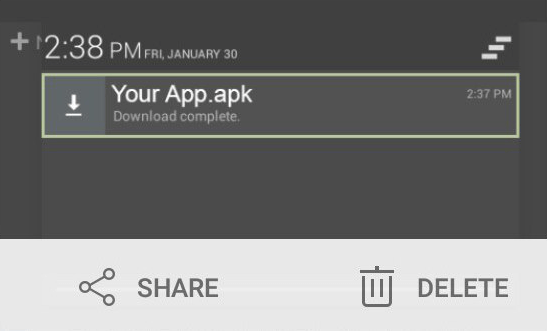 2:38 PM FRI, JANUARY 30
Your App.apk 2:37 PM
Download complete.
SHARE DELETE